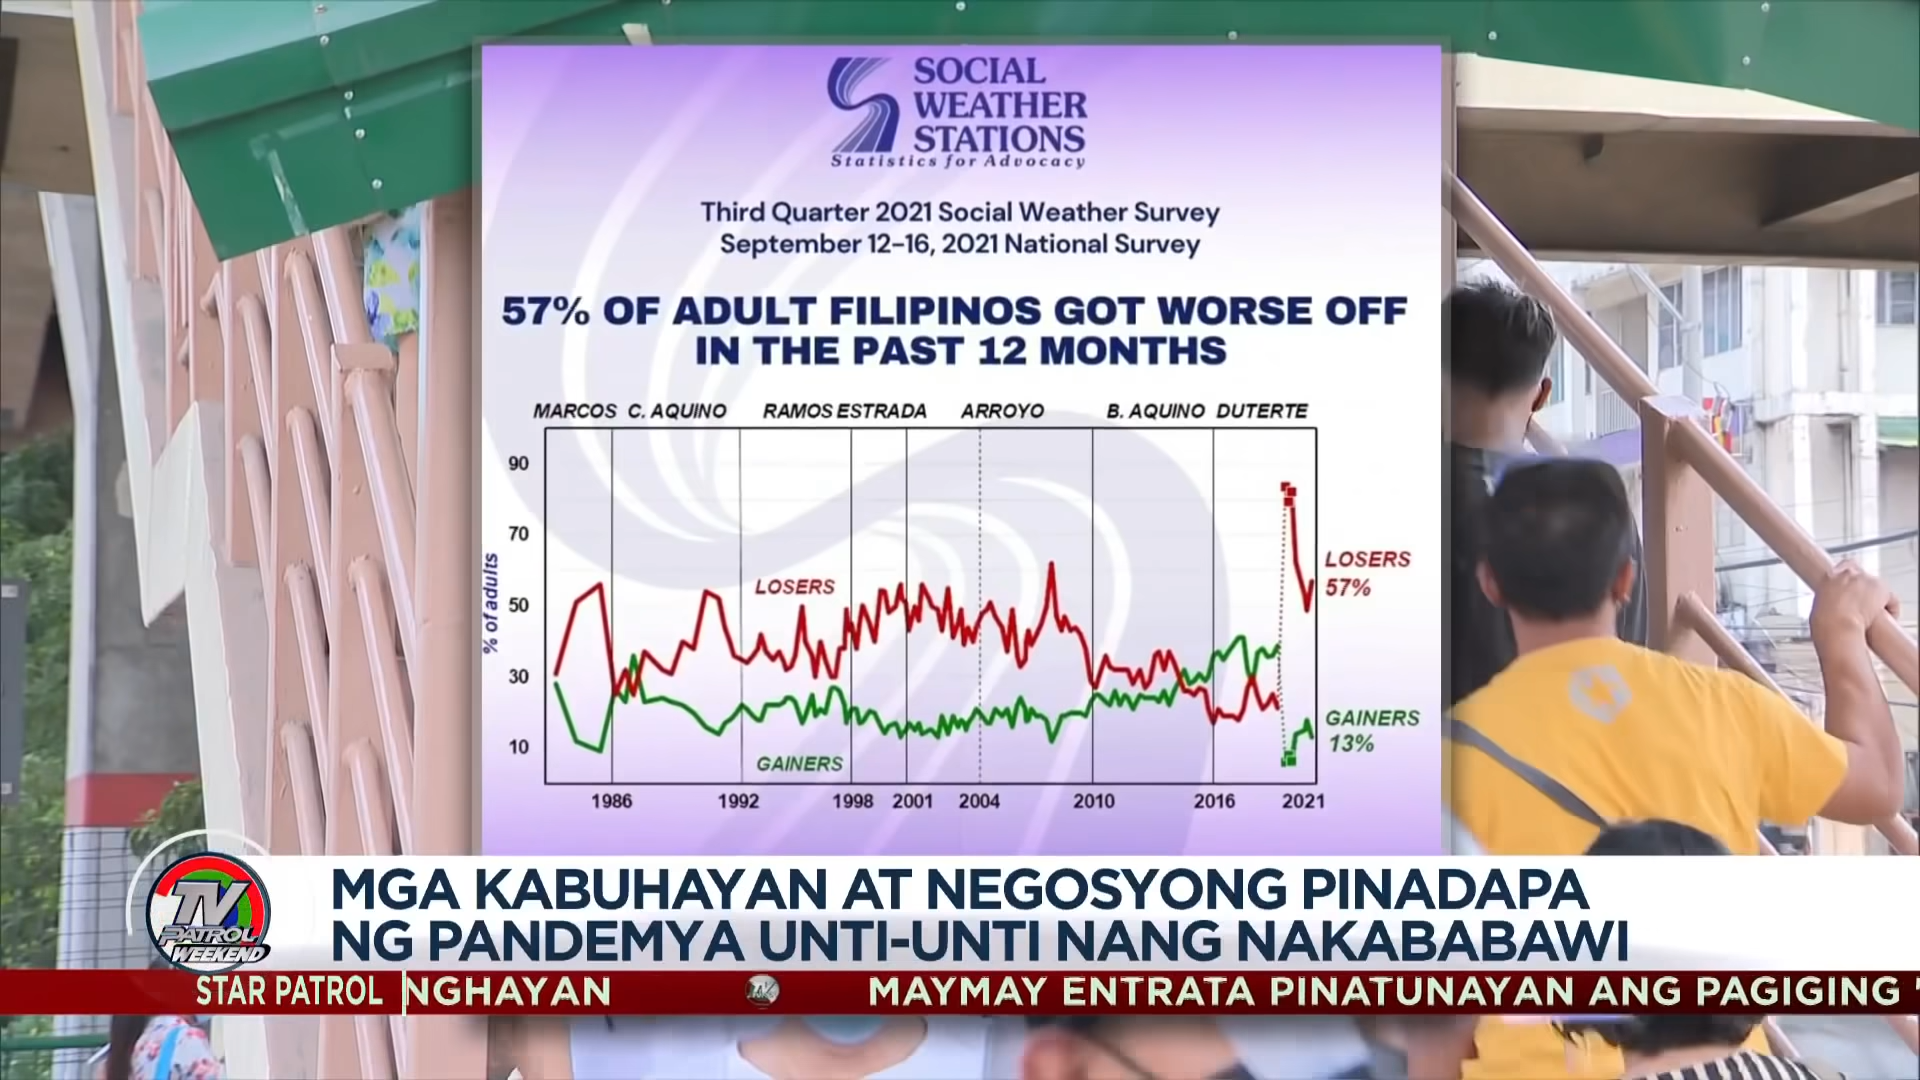 SOCIAL
WEATHER
STATIONS
Statistics for Advocacy
Third Quarter 2021 Social Weather Survey
September 12-16, 2021 National Survey
57% OF ADULT FILIPINOS GOT WORSE OFF
IN THE PAST 12 MONTHS
MARCOS C. AQUINO RAMOS ESTRADA ARROYO B. AQUINO DUTERTE
90
70
50
30
10
% of adults
LOSERS
GAINERS
LOSERS
57%
GAINERS
13%
1986 1992 1998 2001 2004 2010 2016 2021
TV
PATROL
WEEKEND
MGA KABUHAYAN AT NEGOSYONG PINADAPA
NG PANDEMYA UNTI-UNTI NANG NAKABABAWI
STAR PATROL NGHAYAN MAYMAY ENTRATA PINATUNAYAN ANG PAGIGING